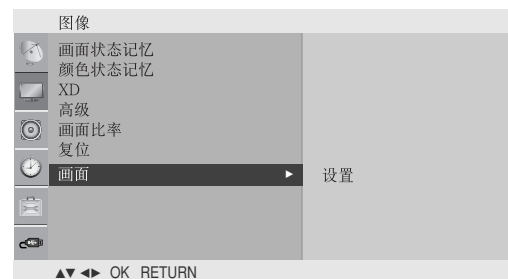 图像
画面状态记忆
颜色状态记忆
XD
高级
画面比率
复位
画面 ► 设置
▲▼ ◄► OK RETURN